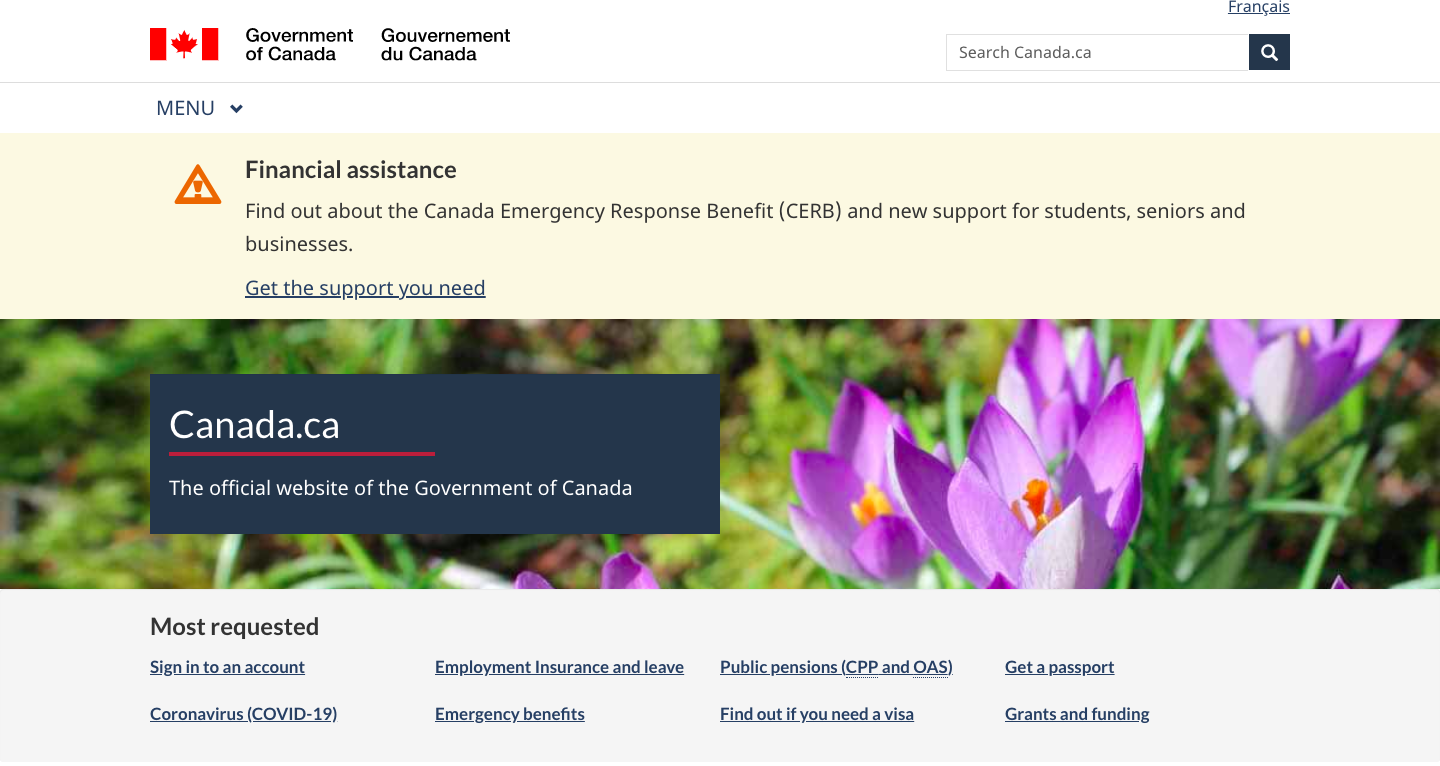 Français
Government of Canada
Gouvernement du Canada
Search Canada.ca
MENU
Financial assistance
Find out about the Canada Emergency Response Benefit (CERB) and new support for students, seniors and
businesses.
Get the support you need
Canada.ca
The official website of the Government of Canada
Most requested
Sign in to an account
Employment Insurance and leave
Public pensions (CPP and OAS)
Get a passport
Coronavirus (COVID-19)
Emergency benefits
Find out if you need a visa
Grants and funding